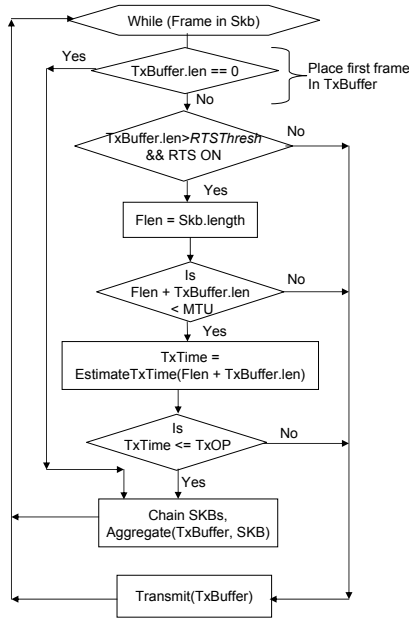 While (Frame in Skb)
Yes
TxBuffer.len == 0
Place first frame
In TxBuffer
No
TxBuffer.len>RTSThresh
&& RTS ON
No
Yes
Flen = Skb.length
Is
Flen + TxBuffer.len
< MTU
No
Yes
TxTime =
EstimateTxTime(Flen + TxBuffer.len)
Is
TxTime <= TxOP
No
Yes
Chain SKBs,
Aggregate(TxBuffer, SKB)
Transmit(TxBuffer)